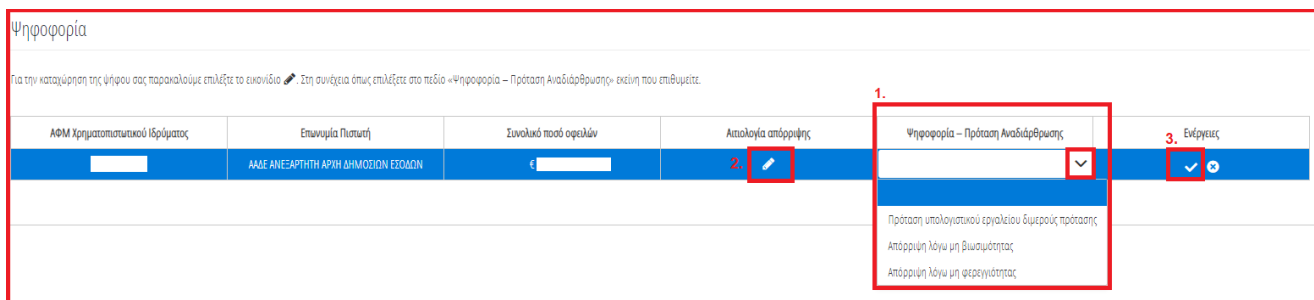 Ψηφοφορία
Για την καταχώρηση της ψήφου σας παρακαλούμε επιλέξτε το εικονίδιο . Στη συνέχεια όπως επιλέξετε στο πεδίο «Ψηφοφορία – Πρόταση Αναδιάρθρωσης» εκείνη που επιθυμείτε.
1.
ΑΦΜ Χρηματοπιστωτικού Ιδρύματος Επωνυμία Πιστωτή Συνολικό ποσό οφειλών Αιτιολογία απόρριψης Ψηφοφορία – Πρόταση Αναδιάρθρωσης 3. Ενέργειες
ΑΑΔΕ ΑΝΕΞΑΡΤΗΤΗ ΑΡΧΗ ΔΗΜΟΣΙΩΝ ΕΣΟΔΩΝ € 2.
Πρόταση υπολογιστικού εργαλείου διμερούς πρότασης
Απόρριψη λόγω μη βιωσιμότητας
Απόρριψη λόγω μη φερεγγιότητας